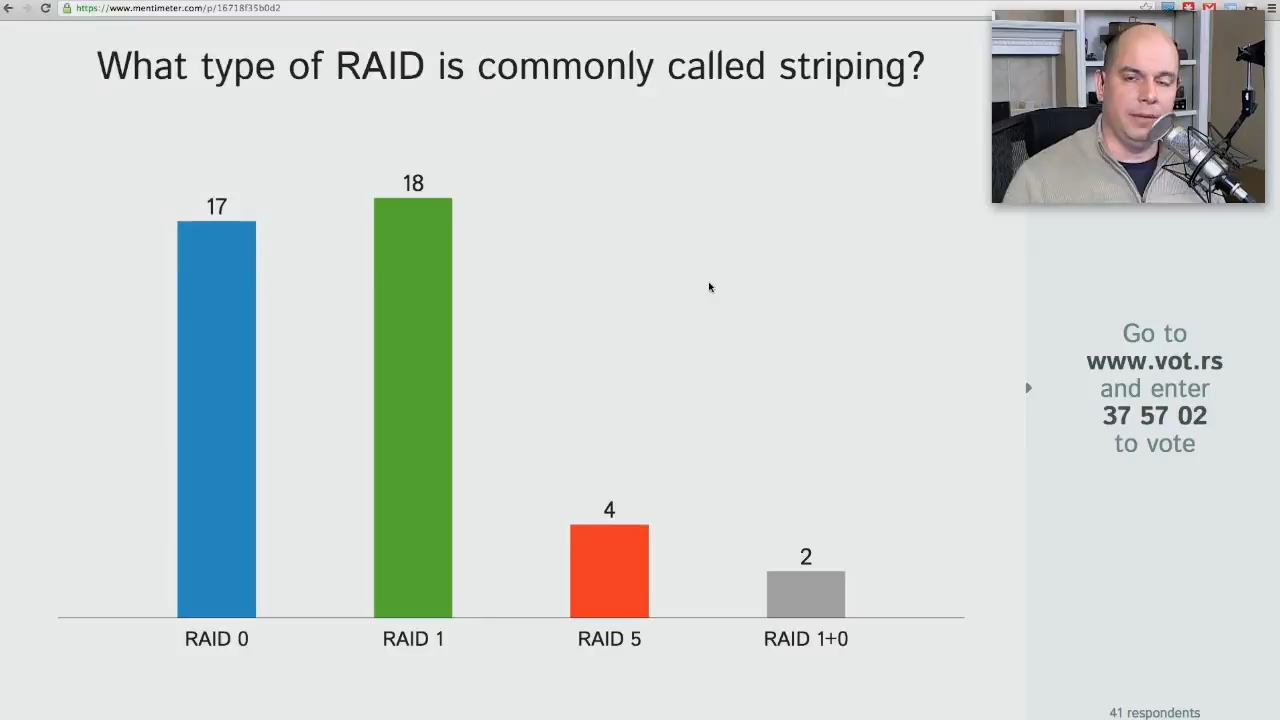 https://www.mentimeter.com/p/16718f35b0d2
What type of RAID is commonly called striping?
17
18
4
2
RAID 0
RAID 1
RAID 5
RAID 1+0
Go to
www.vot.rs
and enter
37 57 02
to vote
41 respondents